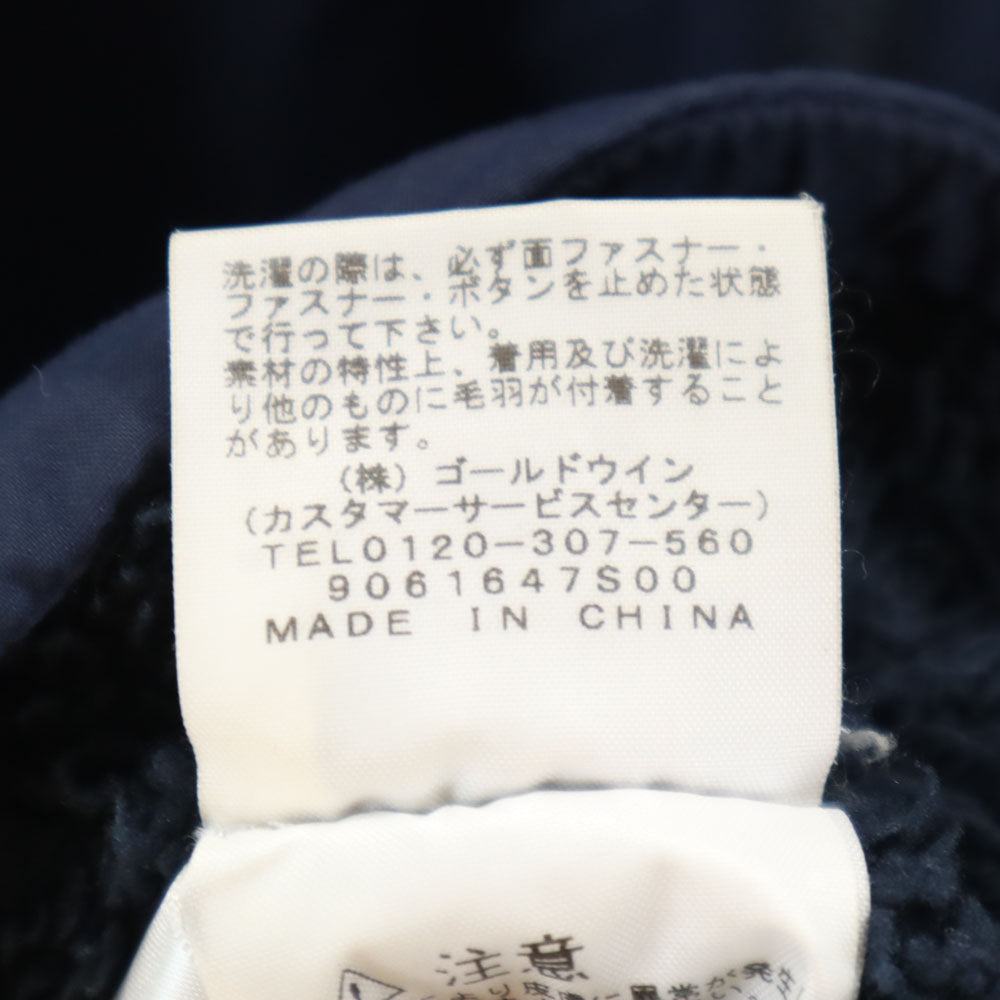 洗濯の際は、必ず面ファスナー・
ファスナー・ボタンを止めた状態
で行って下さい。
素材の特性上、着用及び洗濯によ
り他のものに毛羽が付着すること
があります。
（株）ゴールドウイン
（カスタマーサービスセンター）
TEL0120-307-560
9061647S00
MADE IN CHINA
注意